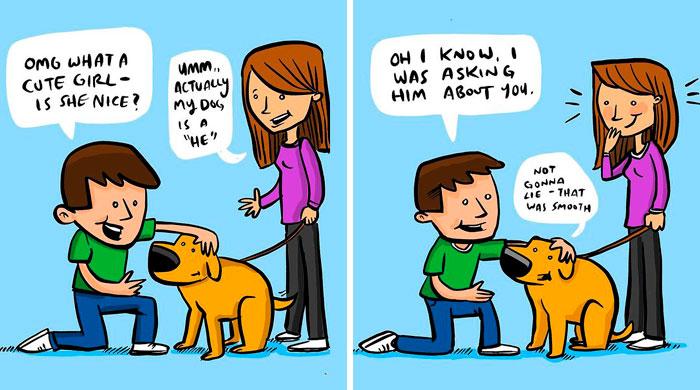 OMG WHAT A
CUTE GIRL -
IS SHE NICE?
UMM..
ACTUALLY
MY DOG
IS A
"HE"
OH I KNOW, I
WAS ASKING
HIM ABOUT YOU.
NOT
GONNA
LIE - THAT
WAS SMOOTH